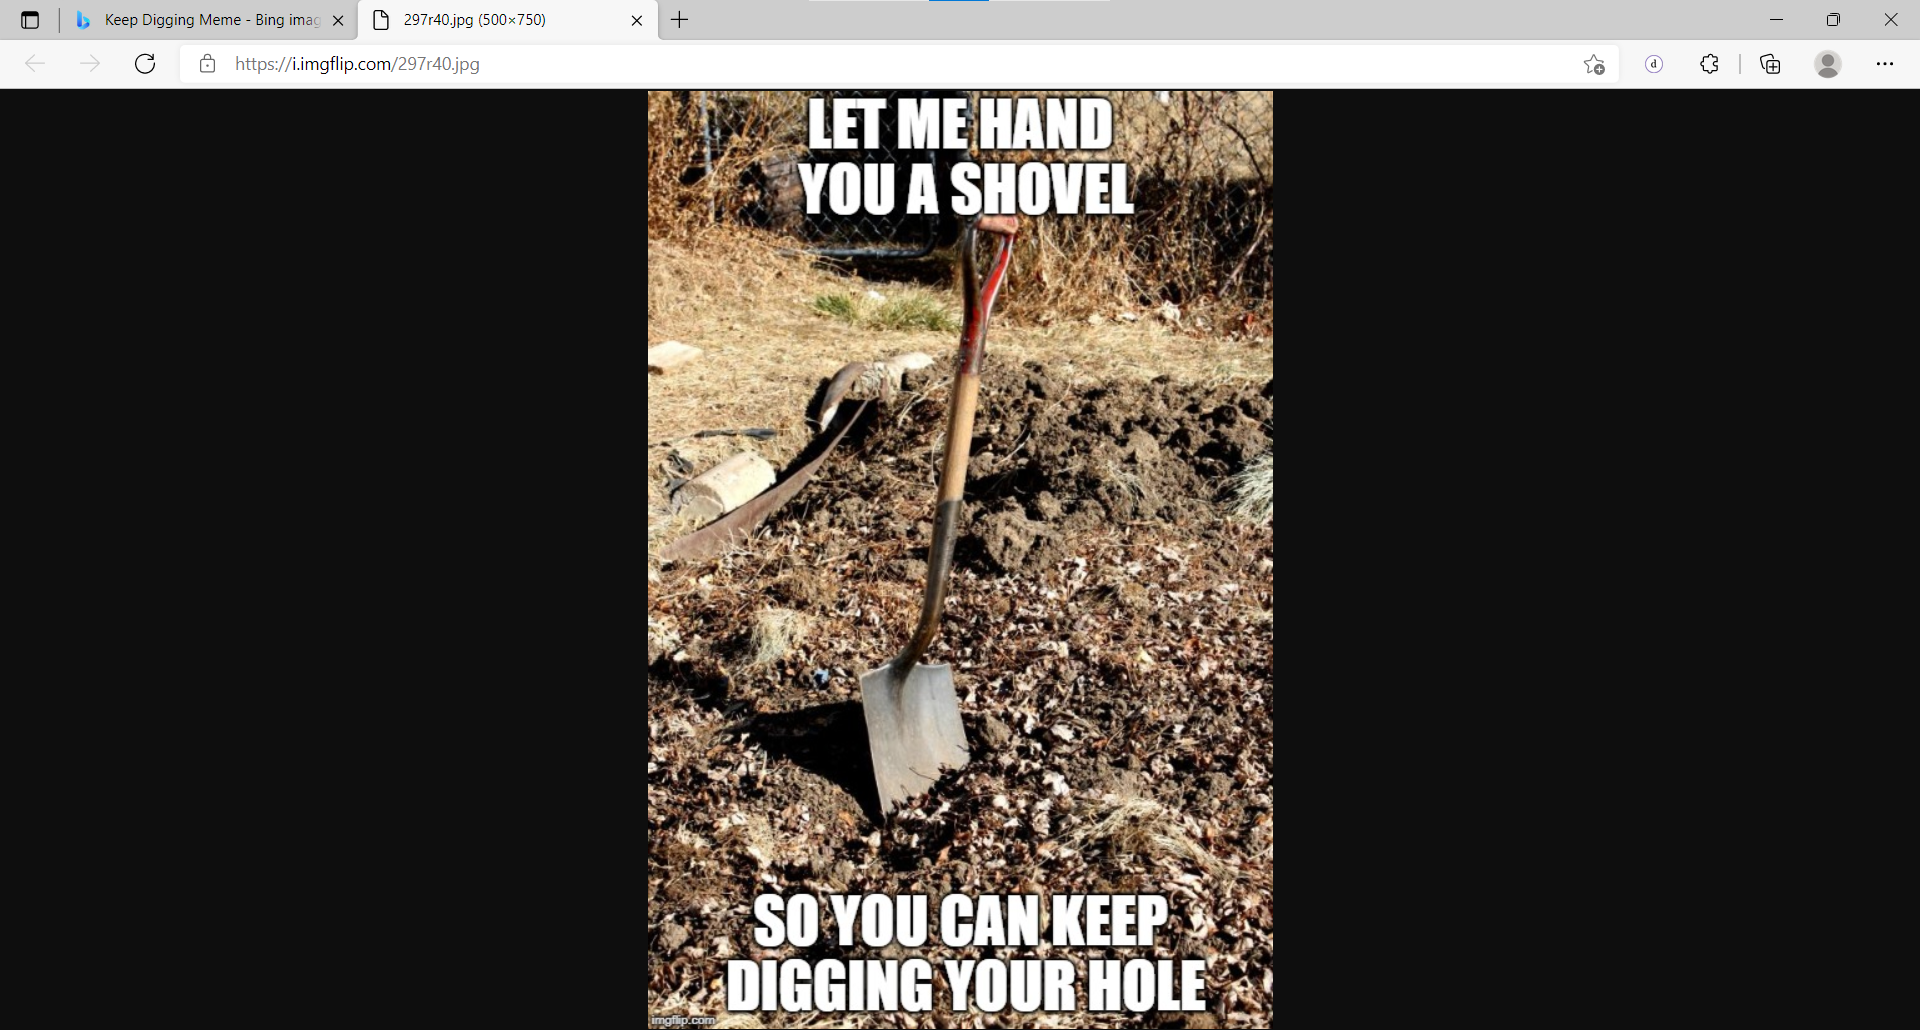 Keep Digging Meme - Bing imag
297r40.jpg (500×750)
https://i.imgflip.com/297r40.jpg
d
LET ME HAND
YOU A SHOVEL
SO YOU CAN KEEP
DIGGING YOUR HOLE
imgflip.com